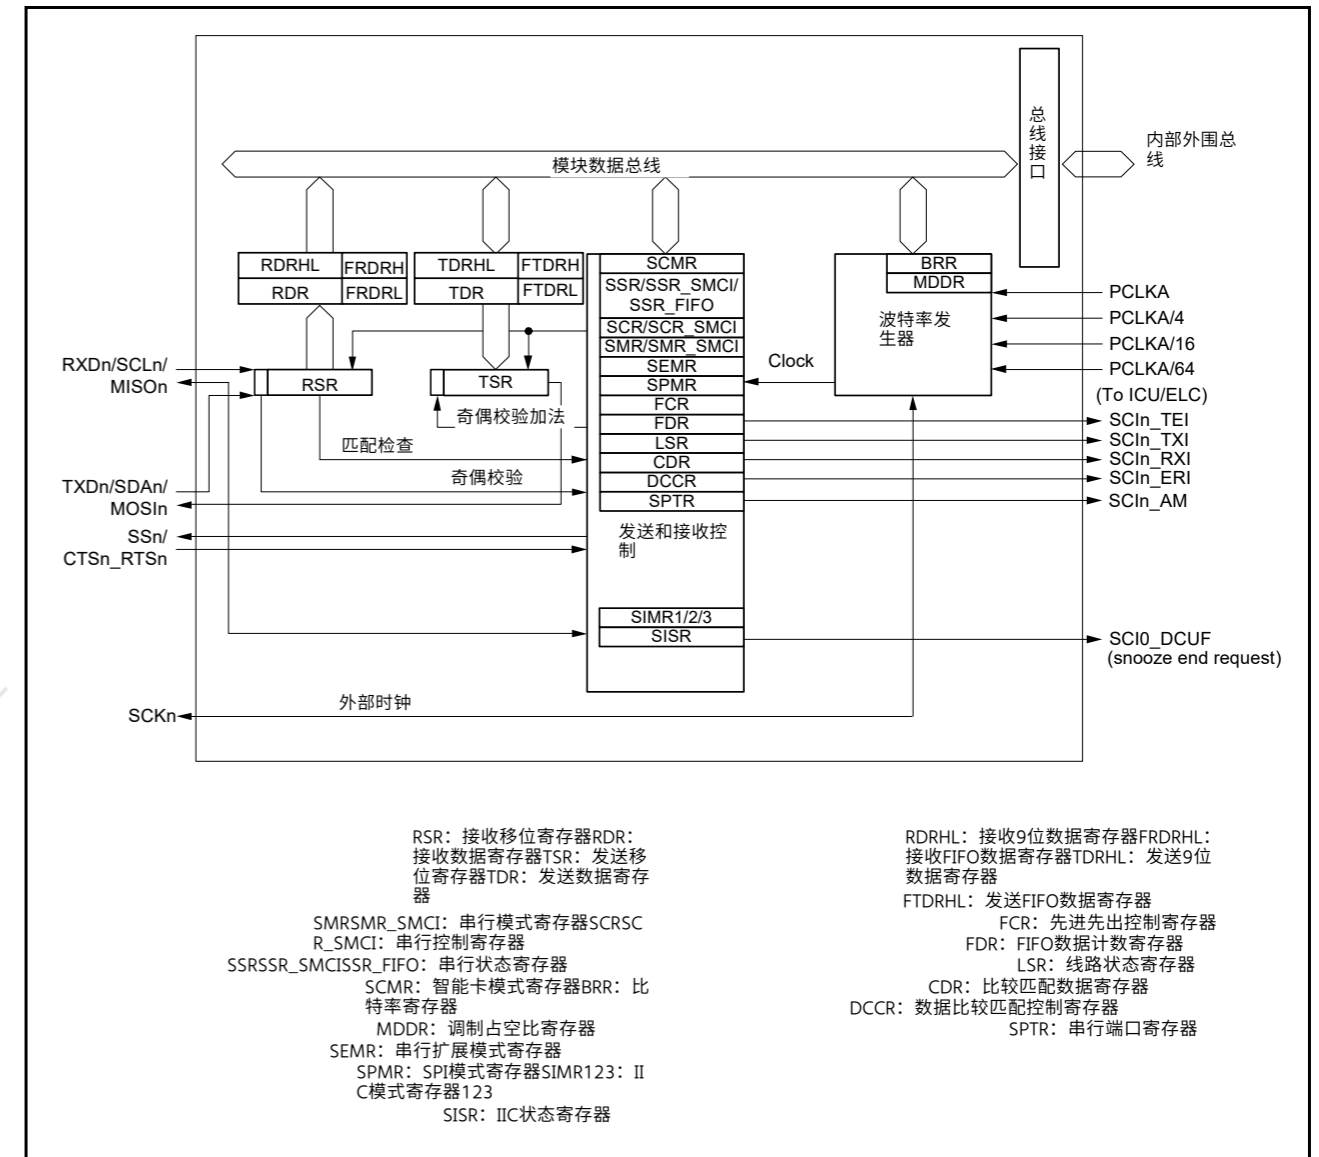 总线接口
内部外围总
线
模块数据总线
RDRHL FRDRH
RDR FRDRL
TDRHL FTDRH
TDR FTDRL
SCMR
SSR/SSR_SMCI/
SSR_FIFO
SCR/SCR_SMCI
SMR/SMR_SMCI
SEMR
SPMR
FCR
FDR
LSR
CDR
DCCR
SPTR
发送和接收控
制
SIMR1/2/3
SISR
BRR
MDDR
波特率发
生器
Clock
PCLKA
PCLKA/4
PCLKA/16
PCLKA/64
(To ICU/ELC)
SCIn_TEI
SCIn_TXI
SCIn_RXI
SCIn_ERI
SCIn_AM
SCI0_DCUF
(snooze end request)
RXDn/SCLn/
MISOn
RSR
TSR
奇偶校验加法
匹配检查
奇偶校验
TXDn/SDAn/
MOSIn
SSn/
CTSn_RTSn
外部时钟
SCKn
RSR：接收移位寄存器RDR：
接收数据寄存器TSR：发送移
位寄存器TDR：发送数据寄存
器
SMRSMR_SMCI：串行模式寄存器SCRSC
R_SMCI：串行控制寄存器
SSRSSR_SMCISSR_FIFO：串行状态寄存器
SCMR：智能卡模式寄存器BRR：比
特率寄存器
MDDR：调制占空比寄存器
SEMR：串行扩展模式寄存器
SPMR：SPI模式寄存器SIMR123：II
C模式寄存器123
SISR：IIC状态寄存器
RDRHL：接收9位数据寄存器FRDRHL：
接收FIFO数据寄存器TDRHL：发送9位
数据寄存器
FTDRHL：发送FIFO数据寄存器
FCR：先进先出控制寄存器
FDR：FIFO数据计数寄存器
LSR：线路状态寄存器
CDR：比较匹配数据寄存器
DCCR：数据比较匹配控制寄存器
SPTR：串行端口寄存器